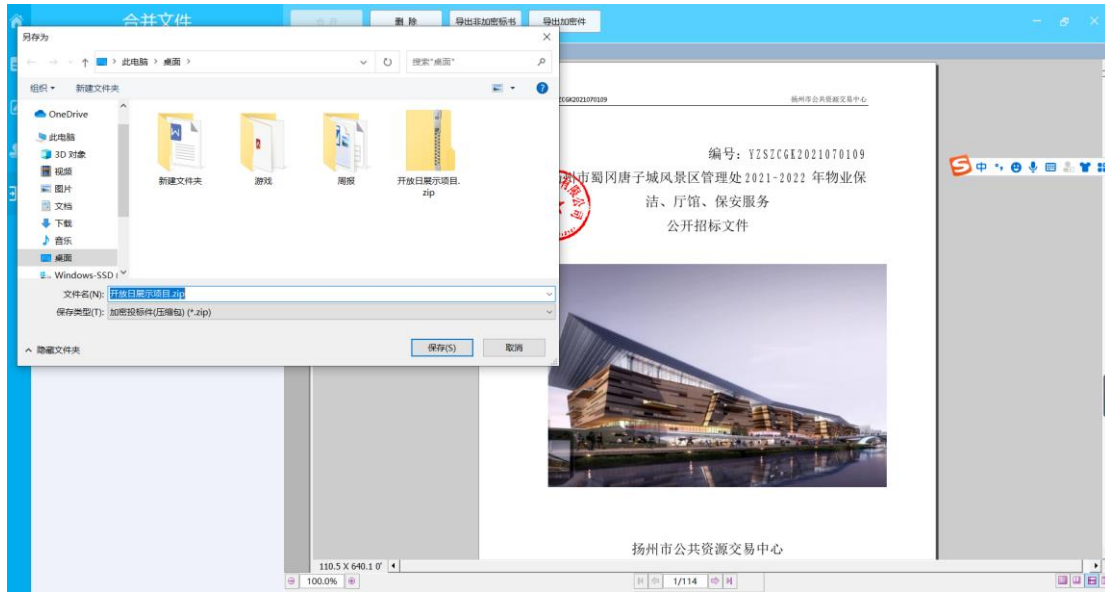 合并文件
删 除
导出非加密标书
导出加密件
另存为
此电脑 > 桌面 >
搜索"桌面"
组织
新建文件夹
OneDrive
此电脑
3D 对象
视频
图片
文档
下载
音乐
桌面
Windows-SSD (
新建文件夹
游戏
周报
开放日展示项目.
zip
文件名(N):
开放日展示项目.zip
保存类型(T):
加密投标件(压缩包) (*.zip)
隐藏文件夹
保存(S)
取消
ZCGK2021070109
扬州市公共资源交易中心
编号: YZSZCGK2021070109
州市蜀冈唐子城风景区管理处 2021-2022 年物业保
洁、厅馆、保安服务
公开招标文件
有限公司
扬州市公共资源交易中心
中
110.5 X 640.1 0'
100.0%
1/114